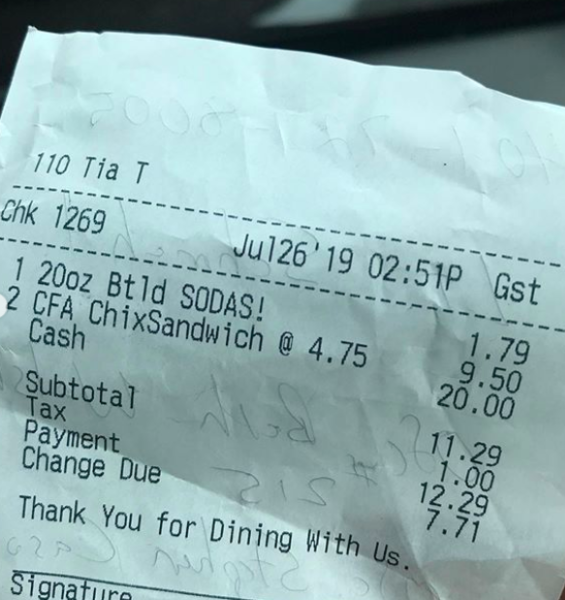 110 Tia T
Chk 1269 Jul26'19 02:51P Gst
1 20oz Btld SODAS! 1.79
2 CFA ChixSandwich @ 4.75 9.50
Cash 20.00
Subtotal 11.29
Tax 1.00
Payment 12.29
Change Due 7.71
Thank You for Dining With Us.
Signature